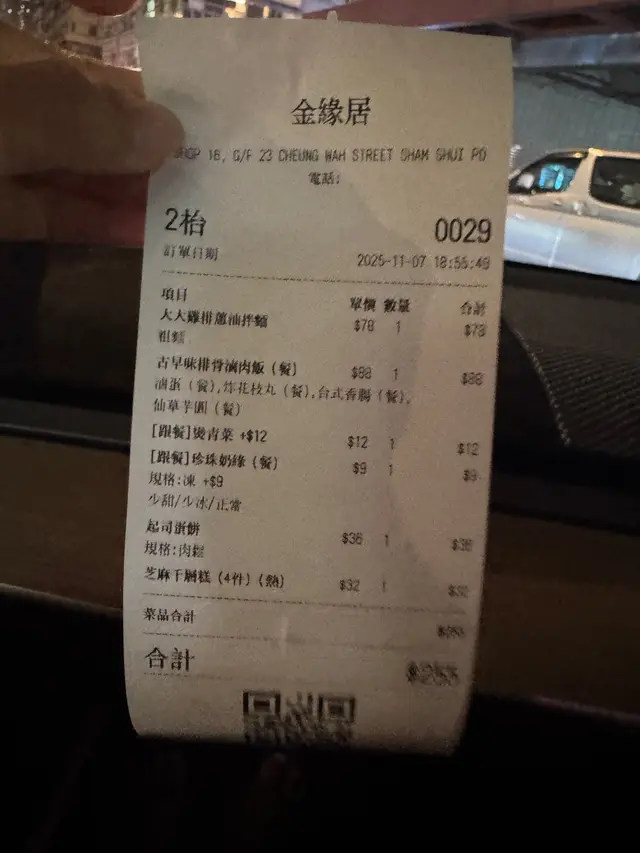 金緣居
SHOP 16, G/F 23 CHEUNG WAH STREET SHAM SHUI PO
電話:
2枱 0029
訂單日期 2025-11-07 18:55:49
項目 單價 數量 合計
大大雞排蔥油拌麵 $78 1 $78
粗麵
古早味排骨滷肉飯 (餐) $88 1 $88
滷蛋 (餐),炸花枝丸 (餐),台式香腸 (餐),
仙草芋圓 (餐)
[跟餐]燙青菜 +$12 $12 1 $12
[跟餐]珍珠奶綠 (餐) $9 1 $9
規格:凍 +$9
少甜/少冰/正常
起司蛋餅 $36 1 $36
規格:肉鬆
芝麻千層糕 (4件) (熱) $32 1 $32
菜品合計 $255
合計 $255